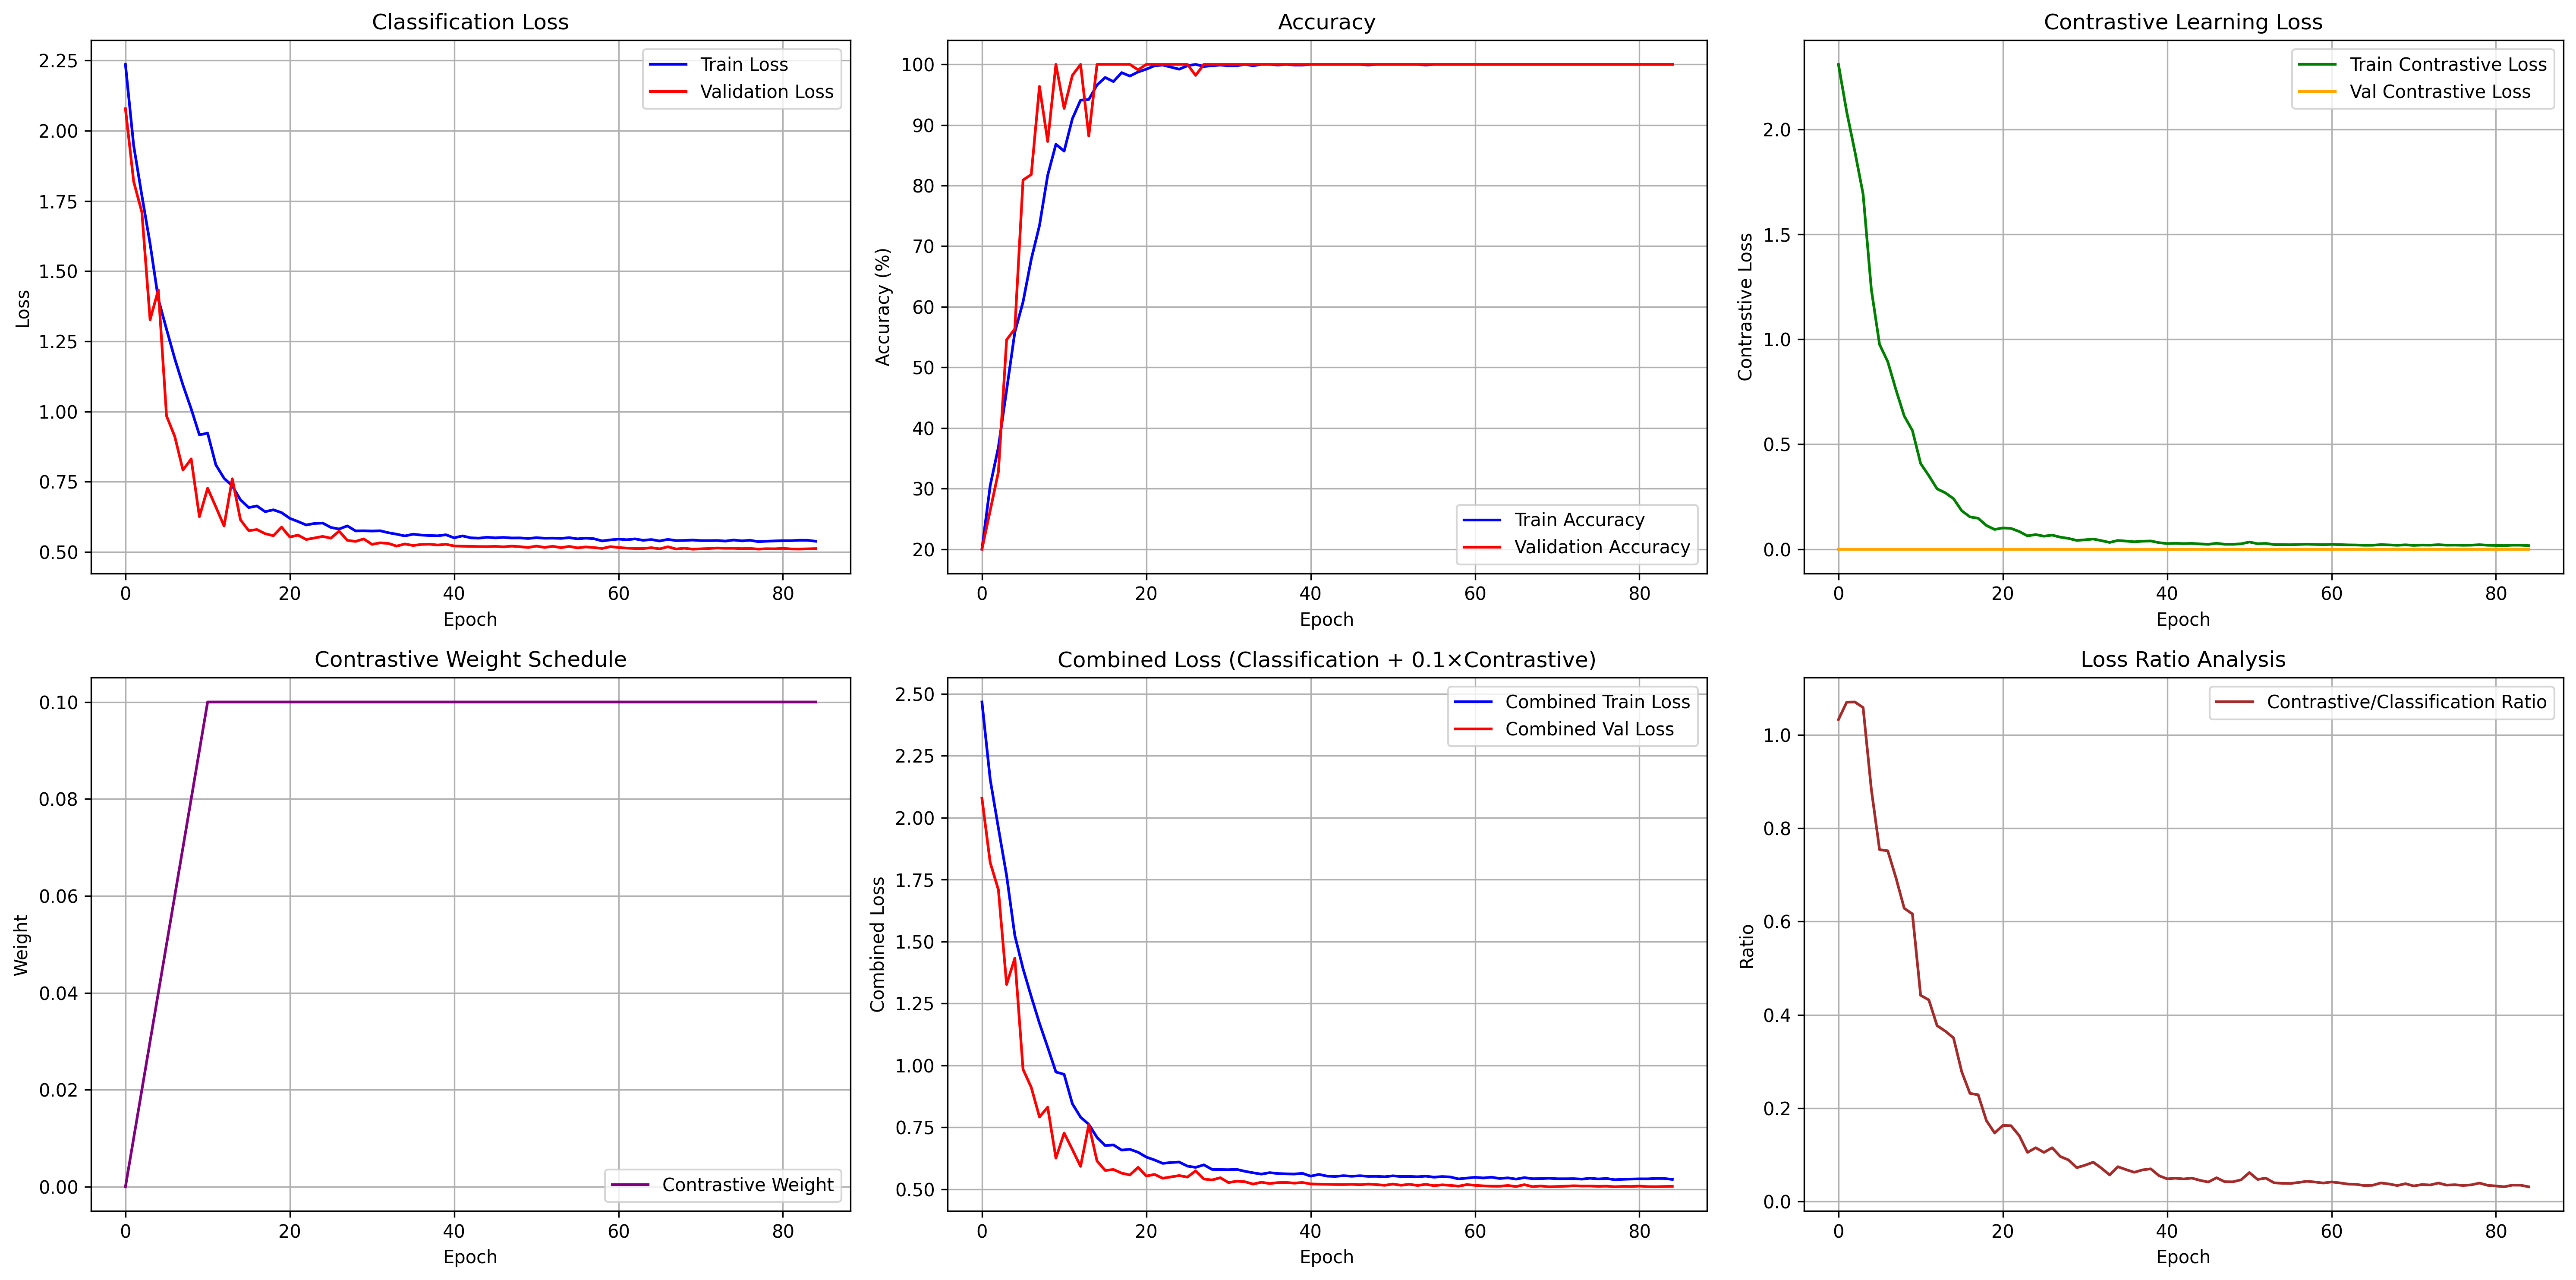 Classification Loss
2.25
2.00
1.75
1.50
1.25
1.00
0.75
0.50
Loss
0 20 40 60 80
Epoch
Train Loss
Validation Loss
Accuracy
100
90
80
70
60
50
40
30
20
Accuracy (%)
0 20 40 60 80
Epoch
Train Accuracy
Validation Accuracy
Contrastive Learning Loss
2.0
1.5
1.0
0.5
0.0
Contrastive Loss
0 20 40 60 80
Epoch
Train Contrastive Loss
Val Contrastive Loss
Contrastive Weight Schedule
0.10
0.08
0.06
0.04
0.02
0.00
Weight
0 20 40 60 80
Epoch
Contrastive Weight
Combined Loss (Classification + 0.1×Contrastive)
2.50
2.25
2.00
1.75
1.50
1.25
1.00
0.75
0.50
Combined Loss
0 20 40 60 80
Epoch
Combined Train Loss
Combined Val Loss
Loss Ratio Analysis
1.0
0.8
0.6
0.4
0.2
0.0
Ratio
0 20 40 60 80
Epoch
Contrastive/Classification Ratio